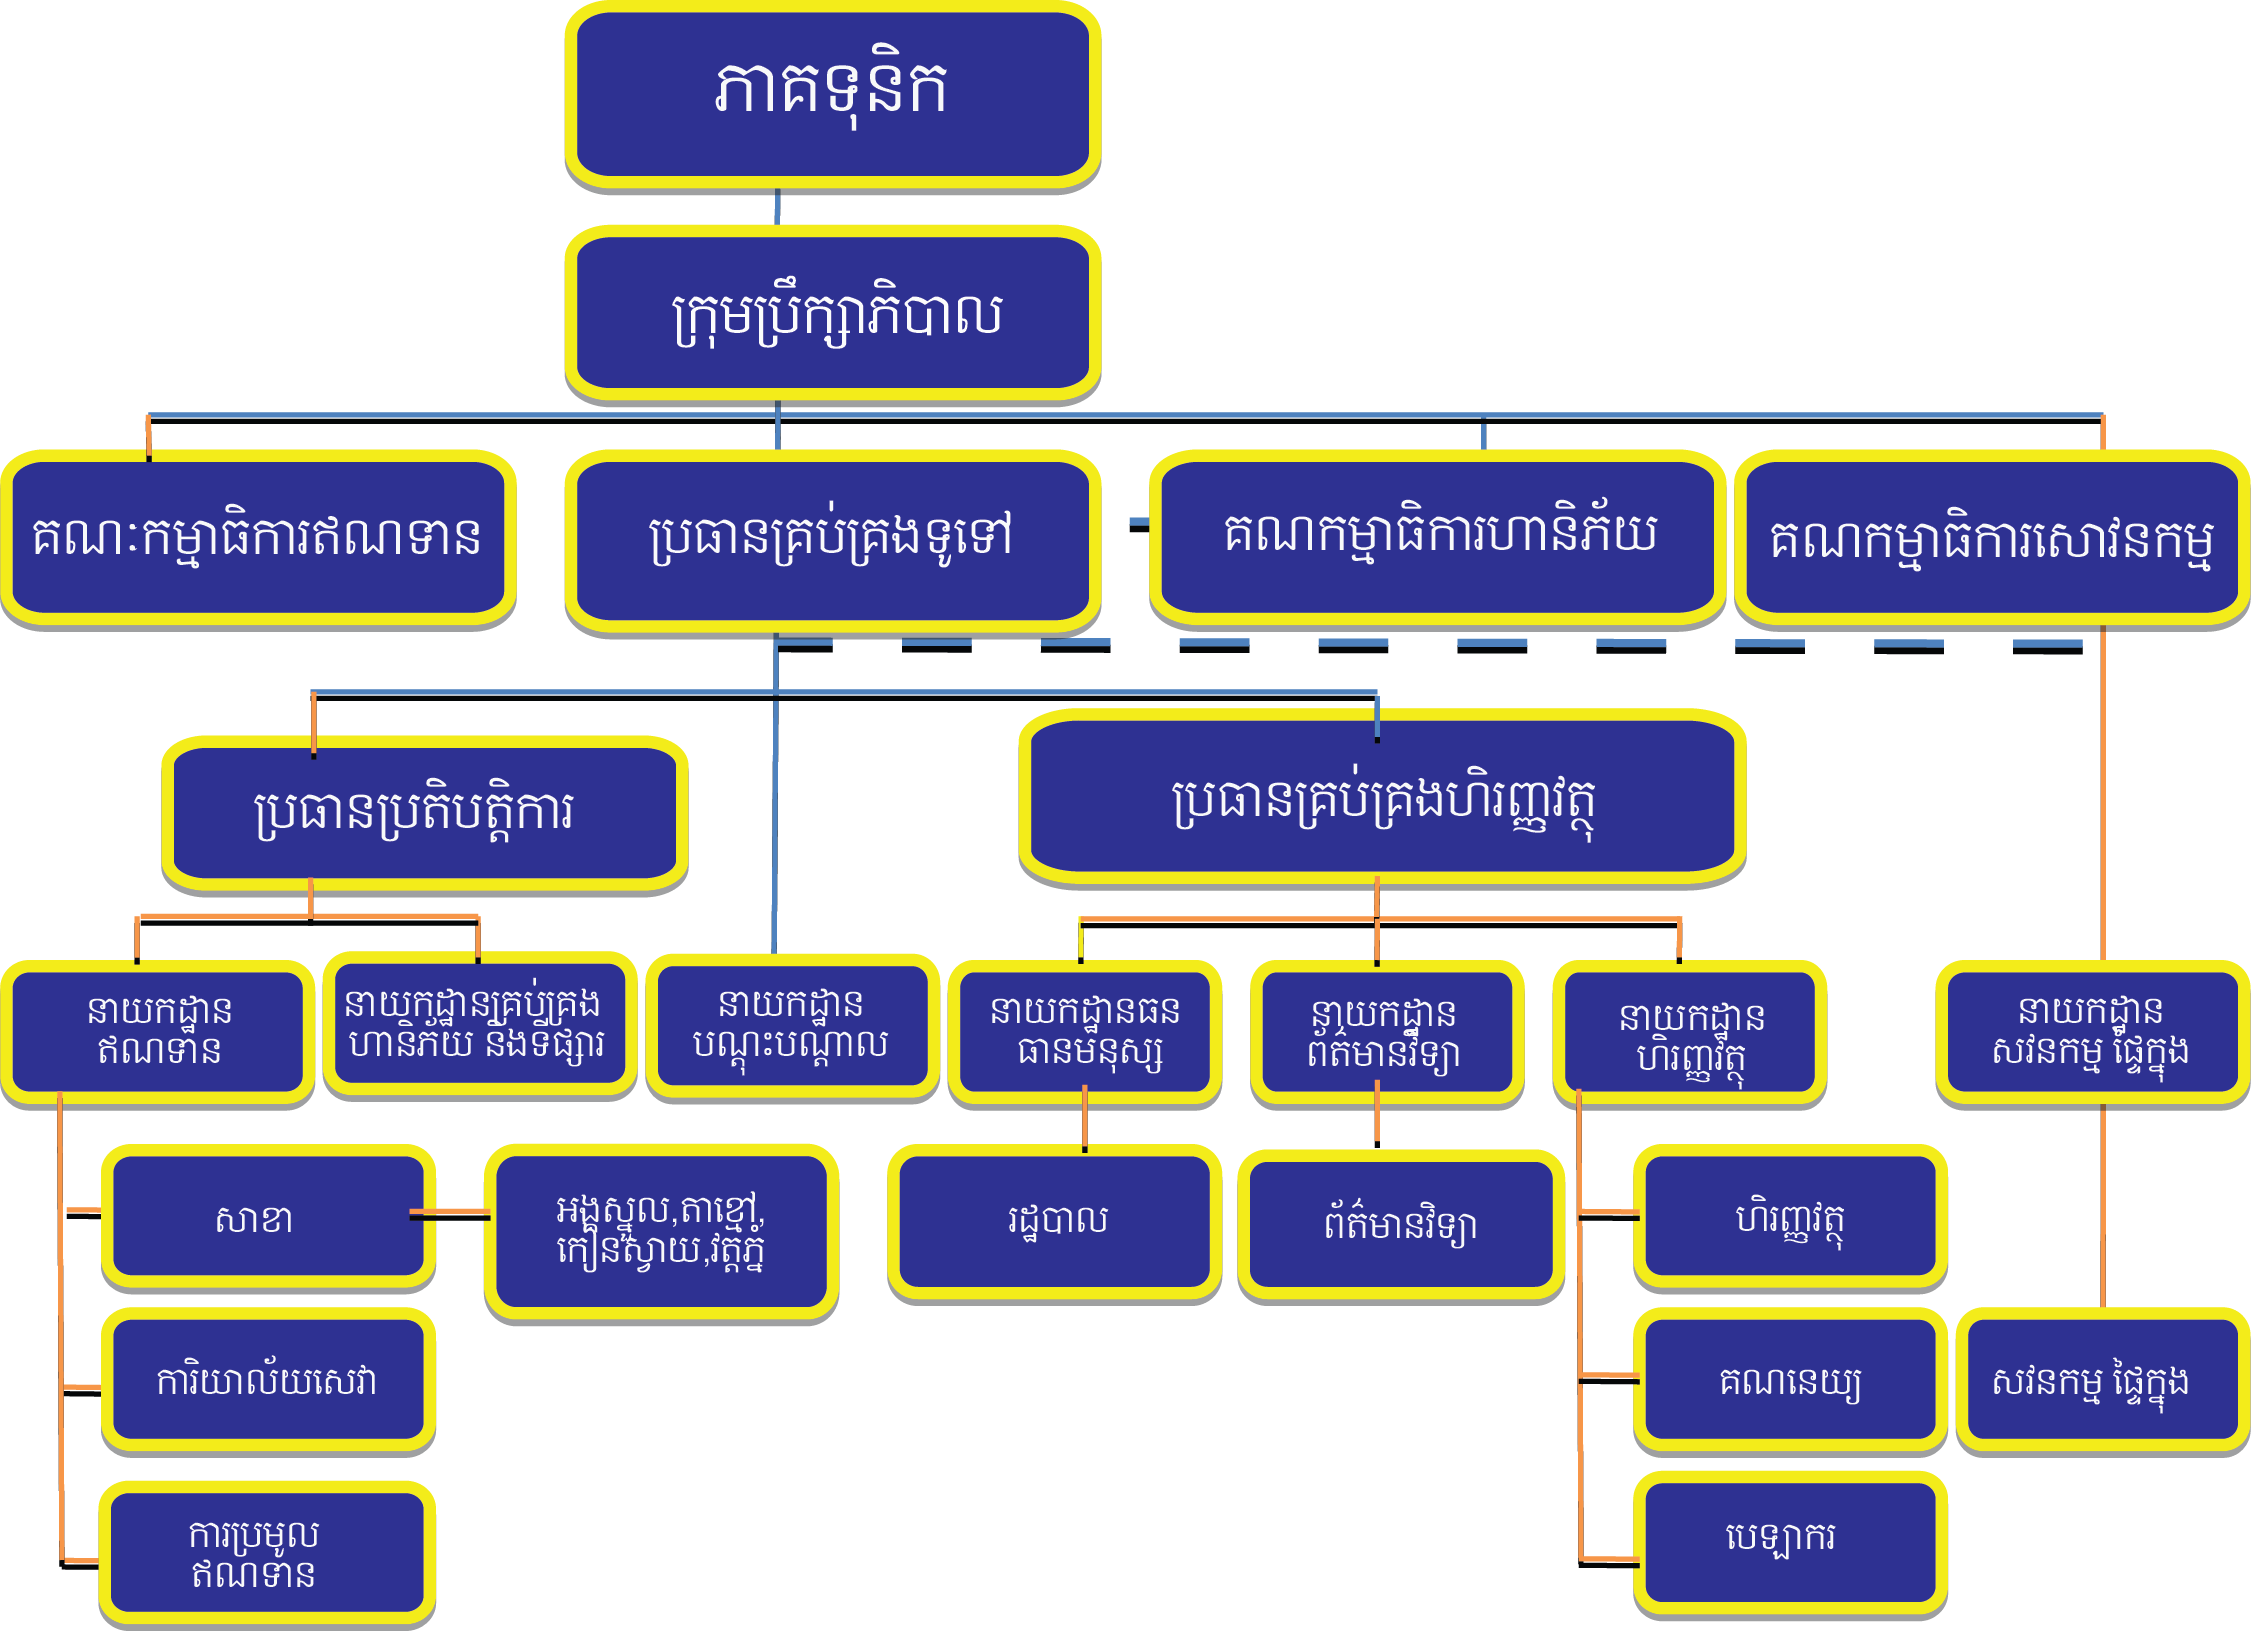 ភាគទុនិក
ក្រុមប្រឹក្សាភិបាល
គណៈកម្មាធិការឥណទាន
ប្រធានគ្រប់គ្រងទូទៅ
គណកម្មាធិការហានិភ័យ
គណកម្មាធិការសោវនកម្ម
ប្រធានប្រតិបត្តិការ
ប្រធានគ្រប់គ្រងហិរញ្ញវត្ថុ
នាយកដ្ឋាន
ឥណទាន
នាយកដ្ឋានគ្រប់គ្រង
ហានិភ័យ និងទីផ្សារ
នាយកដ្ឋាន
បណ្តុះបណ្តាល
នាយកដ្ឋានធន
ធានមនុស្ស
នាយកដ្ឋាន
ព័ត៌មានវិទ្យា
នាយកដ្ឋាន
ហិរញ្ញវត្ថុ
នាយកដ្ឋាន
សវនកម្ម ផ្ទៃក្នុង
សាខា
អង្គស្នួល,តាខ្មៅ,
កៀនស្វាយ,វត្តភ្នំ
រដ្ឋបាល
ព័ត៌មានវិទ្យា
ហិរញ្ញវត្ថុ
ការិយាល័យសេវា
គណនេយ្យ
សវនកម្ម ផ្ទៃក្នុង
ការប្រមូល
ឥណទាន
បេឡាករ